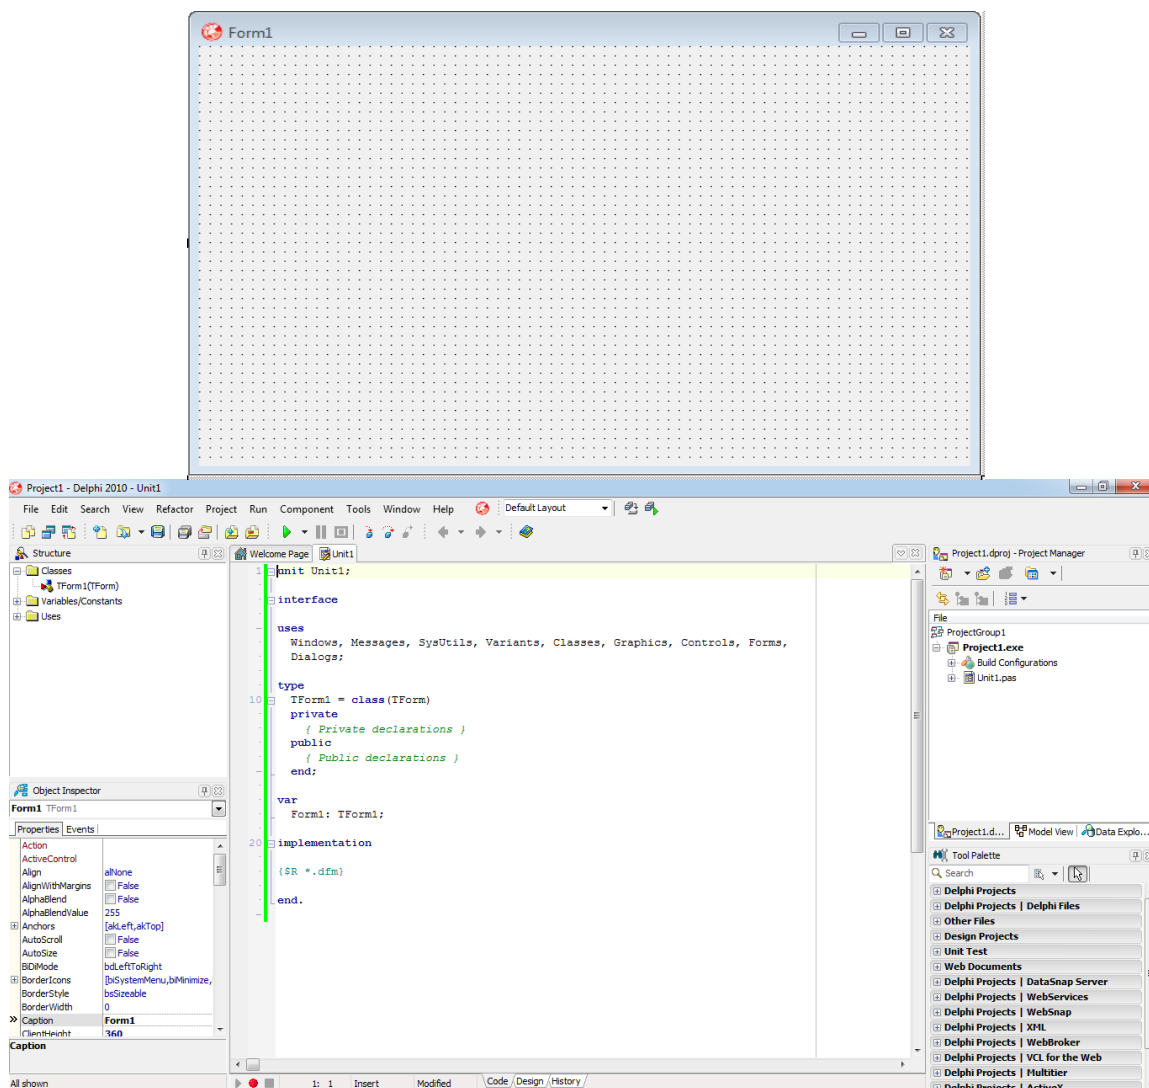 Form1
Project1 - Delphi 2010 - Unit1
File Edit Search View Refactor Project Run Component Tools Window Help Default Layout
Structure
Classes
TForm1(TForm)
Variables/Constants
Uses
Object Inspector
Form1 TForm1
Properties Events
Action
ActiveControl
Align alNone
AlignWithMargins False
AlphaBlend False
AlphaBlendValue 255
Anchors [akLeft,akTop]
AutoScroll False
AutoSize False
BiDiMode bdLeftToRight
BorderIcons [biSystemMenu,biMinimize,
BorderStyle bsSizeable
BorderWidth 0
Caption Form1
ClientHeight 360
Caption
All shown
Welcome Page Unit1
1 unit Unit1;
interface
uses
Windows, Messages, SysUtils, Variants, Classes, Graphics, Controls, Forms,
Dialogs;
type
10 TForm1 = class(TForm)
private
{ Private declarations }
public
{ Public declarations }
end;
var
Form1: TForm1;
20 implementation
{$R *.dfm}
end.
1: 1 Insert Modified Code Design History
Project1.dproj - Project Manager
File
ProjectGroup1
Project1.exe
Build Configurations
Unit1.pas
Project1.d... Model View Data Explo...
Tool Palette
Search
Delphi Projects
Delphi Projects | Delphi Files
Other Files
Design Projects
Unit Test
Web Documents
Delphi Projects | DataSnap Server
Delphi Projects | WebServices
Delphi Projects | WebSnap
Delphi Projects | XML
Delphi Projects | WebBroker
Delphi Projects | VCL for the Web
Delphi Projects | Multitier
Delphi Projects | ActiveX